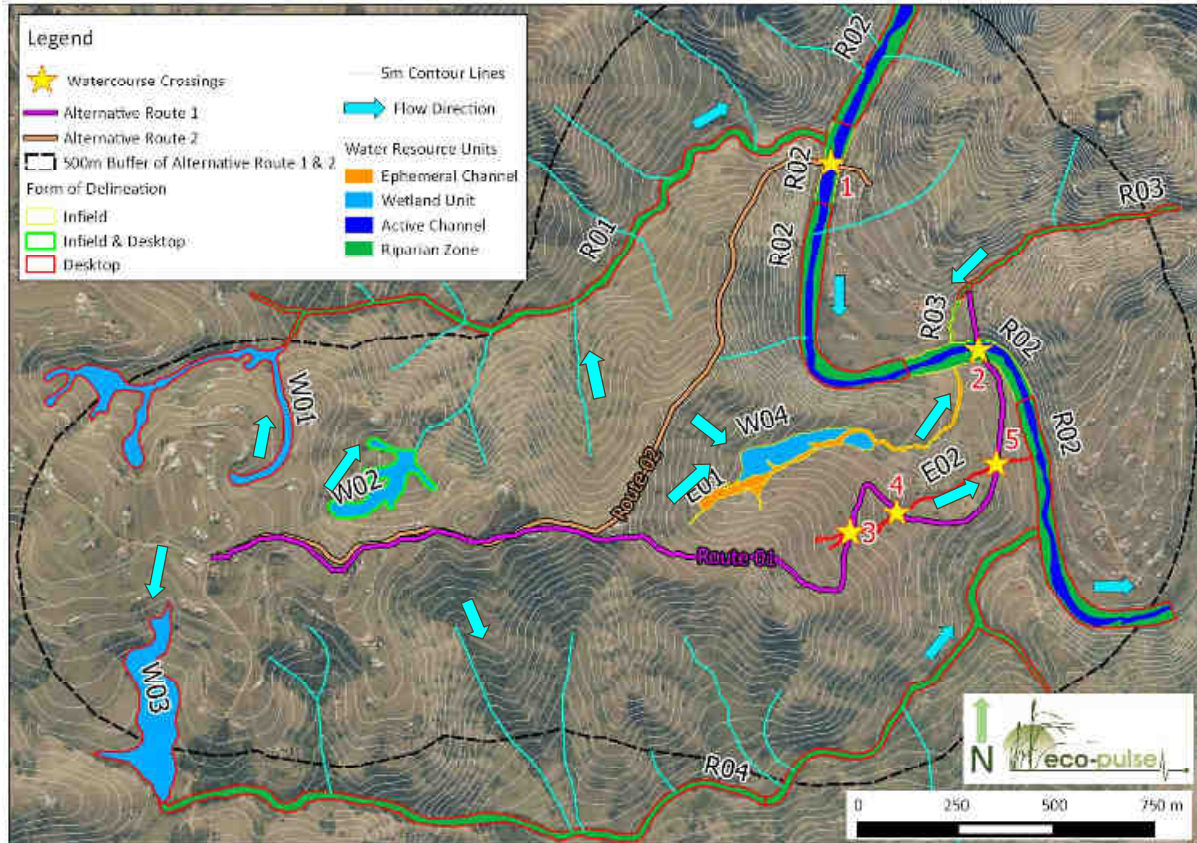 Legend
Watercourse Crossings
Alternative Route 1
Alternative Route 2
500m Buffer of Alternative Route 1 & 2
Form of Delineation
Infield
Infield & Desktop
Desktop
5m Contour Lines
Flow Direction
Water Resource Units
Ephemeral Channel
Wetland Unit
Active Channel
Riparian Zone
R02
R02
1
R02
R01
R03
R03
R02
2
W01
W02
W04
E01
E02
5
4
3
R02
Route 02
Route 01
W03
R04
N
eco-pulse
0 250 500 750 m